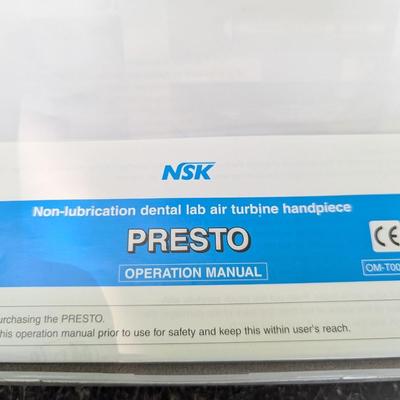 NSK
Non-lubrication dental lab air turbine handpiece
PRESTO
CE
OPERATION MANUAL
OM-T00
urchasing the PRESTO.
his operation manual prior to use for safety and keep this within user's reach.